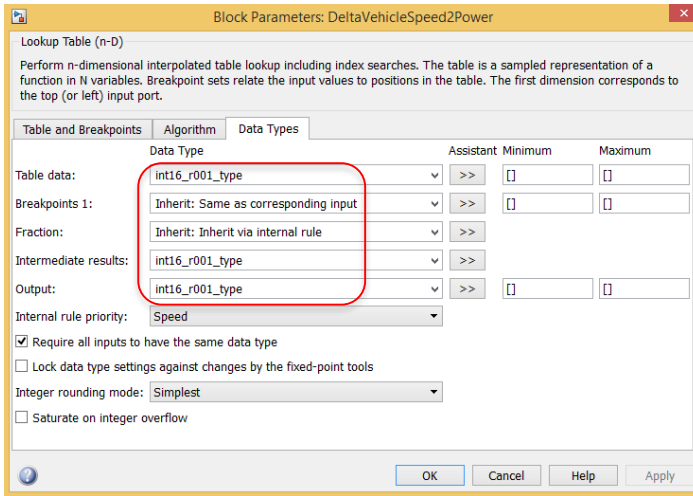 Block Parameters: DeltaVehicleSpeed2Power
Lookup Table (n-D)
Perform n-dimensional interpolated table lookup including index searches. The table is a sampled representation of a
function in N variables. Breakpoint sets relate the input values to positions in the table. The first dimension corresponds to
the top (or left) input port.
Table and Breakpoints Algorithm Data Types
Data Type Assistant Minimum Maximum
Table data: int16_r001_type >> [] []
Breakpoints 1: Inherit: Same as corresponding input >> [] []
Fraction: Inherit: Inherit via internal rule >>
Intermediate results: int16_r001_type >>
Output: int16_r001_type >> [] []
Internal rule priority: Speed
Require all inputs to have the same data type
Lock data type settings against changes by the fixed-point tools
Integer rounding mode: Simplest
Saturate on integer overflow
OK Cancel Help Apply